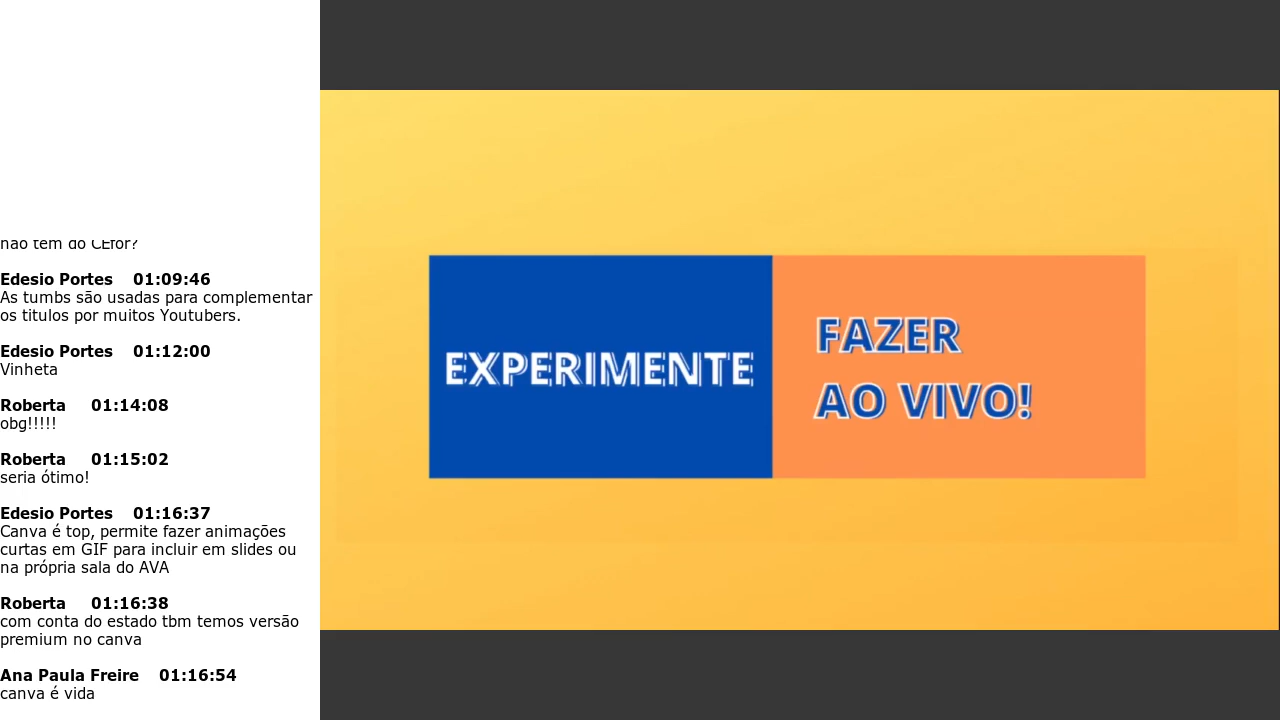 não tem do CEfor?
Edesio Portes 01:09:46
As tumbs são usadas para complementar
os titulos por muitos Youtubers.
Edesio Portes 01:12:00
Vinheta
Roberta 01:14:08
obg!!!!!
Roberta 01:15:02
seria ótimo!
Edesio Portes 01:16:37
Canva é top, permite fazer animações
curtas em GIF para incluir em slides ou
na própria sala do AVA
Roberta 01:16:38
com conta do estado tbm temos versão
premium no canva
Ana Paula Freire 01:16:54
canva é vida
EXPERIMENTE
FAZER
AO VIVO!